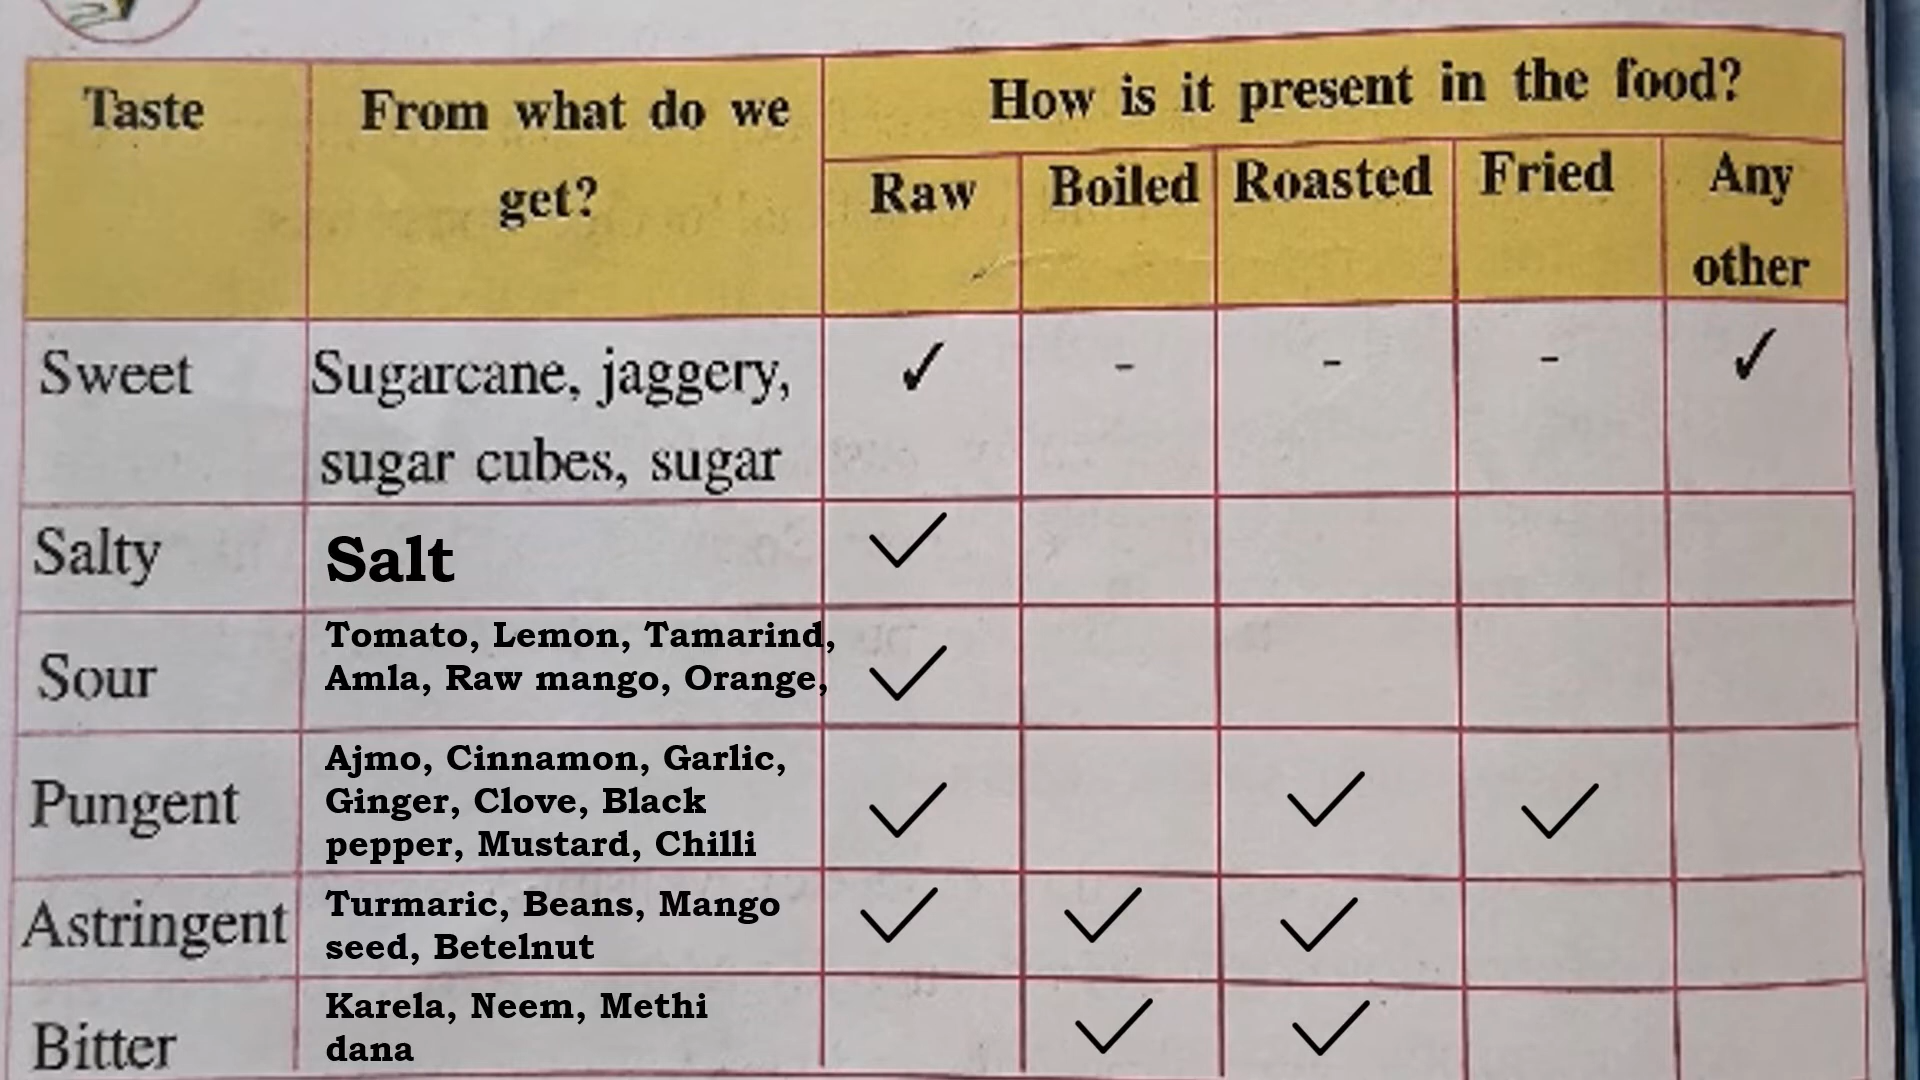 Taste
From what do we
get?
How is it present in the food?
Raw
Boiled
Roasted
Fried
Any
other
Sweet
Sugarcane, jaggery,
sugar cubes, sugar
✓ - - - ✓
Salty
Salt
✓
Sour
Tomato, Lemon, Tamarind,
Amla, Raw mango, Orange,
✓
Pungent
Ajmo, Cinnamon, Garlic,
Ginger, Clove, Black
pepper, Mustard, Chilli
✓ ✓ ✓
Astringent
Turmaric, Beans, Mango
seed, Betelnut
✓ ✓ ✓
Bitter
Karela, Neem, Methi
dana
✓ ✓